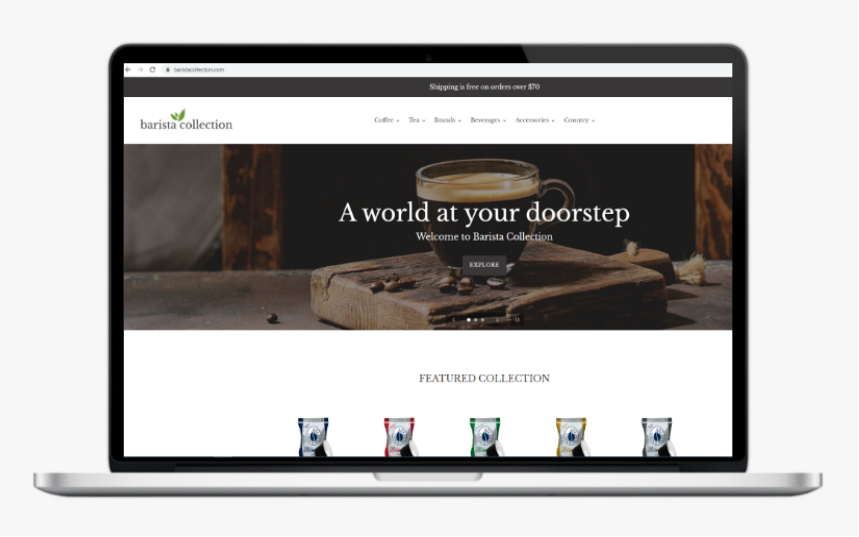 baristacollection.com
Shipping is free on orders over $70
barista collection
Coffee Tea Brands Beverages Accessories Country
A world at your doorstep
Welcome to Barista Collection
EXPLORE
FEATURED COLLECTION